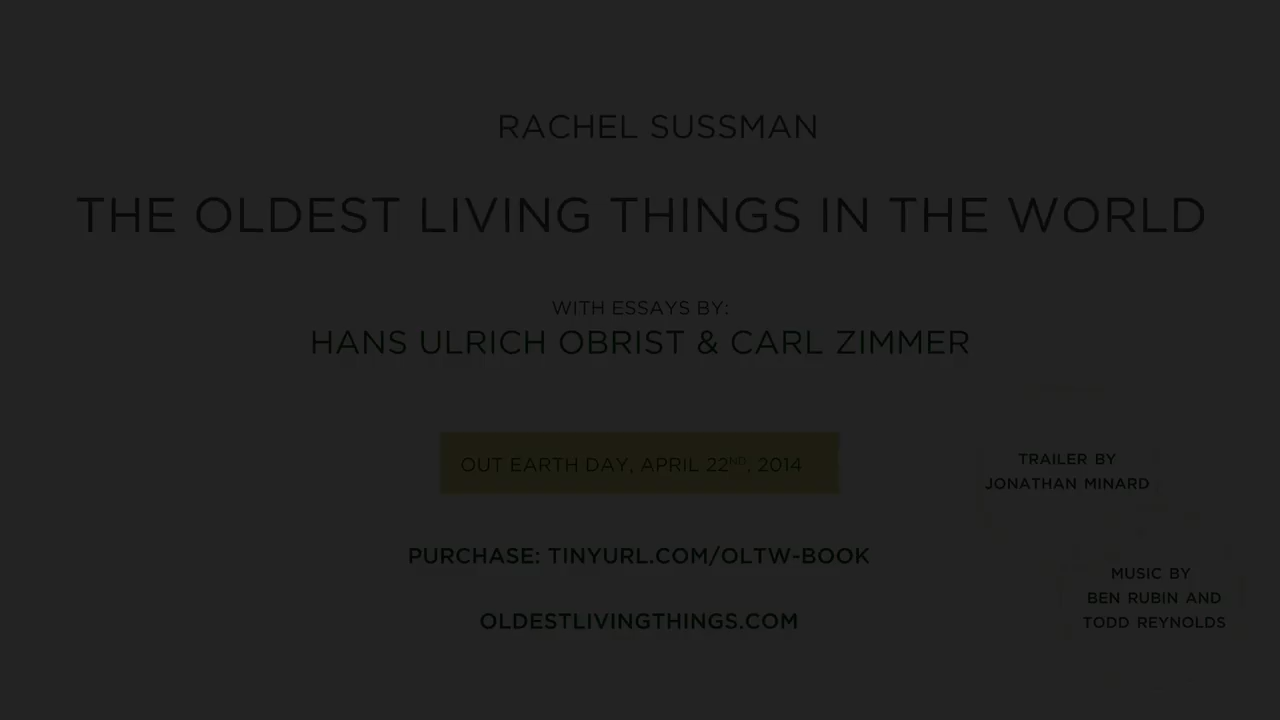 RACHEL SUSSMAN
THE OLDEST LIVING THINGS IN THE WORLD
WITH ESSAYS BY:
HANS ULRICH OBRIST & CARL ZIMMER
OUT EARTH DAY, APRIL 22ND. 2014
PURCHASE: TINYURL.COM/OLTW-BOOK
OLDESTLIVINGTHINGS.COM
TRAILER BY
JONATHAN MINARD
MUSIC BY
BEN RUBIN AND
TODD REYNOLDS